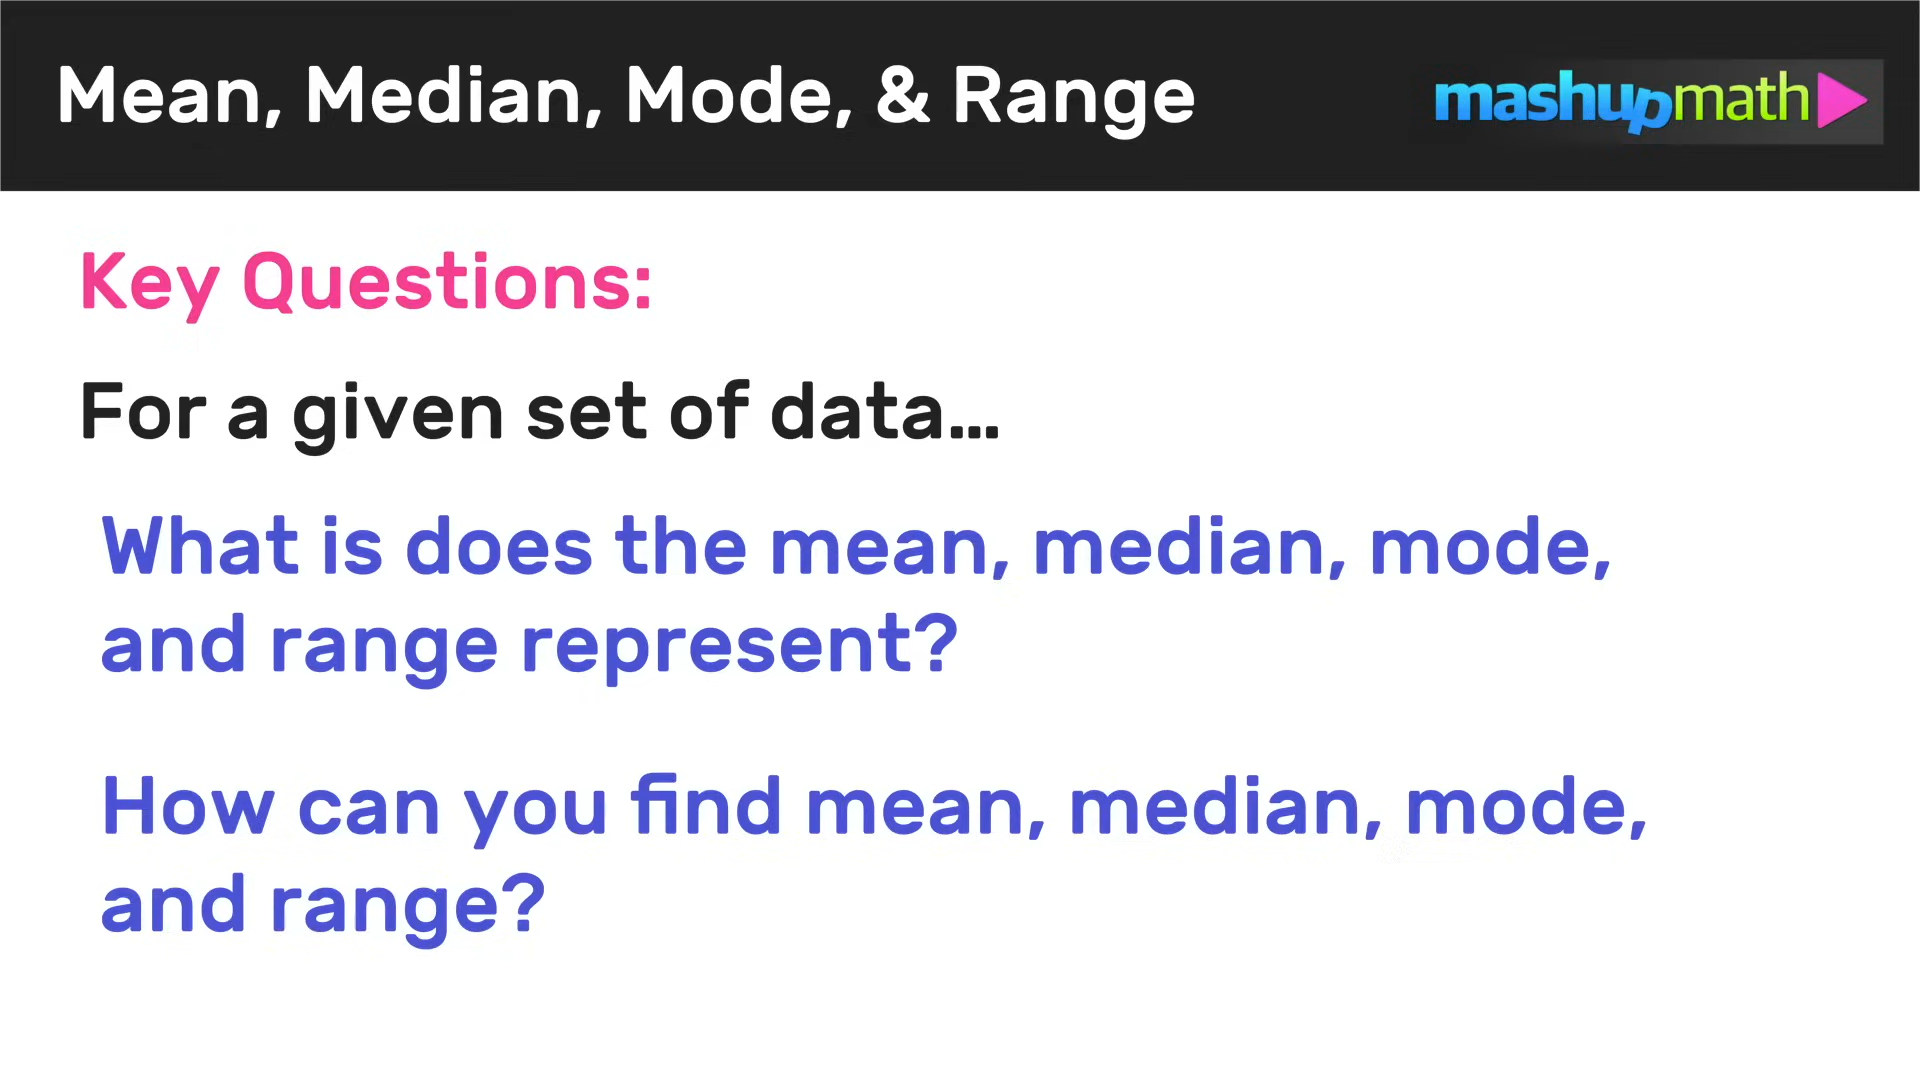 Mean, Median, Mode, & Range
mashupmath
Key Questions:
For a given set of data...
What is does the mean, median, mode,
and range represent?
How can you find mean, median, mode,
and range?